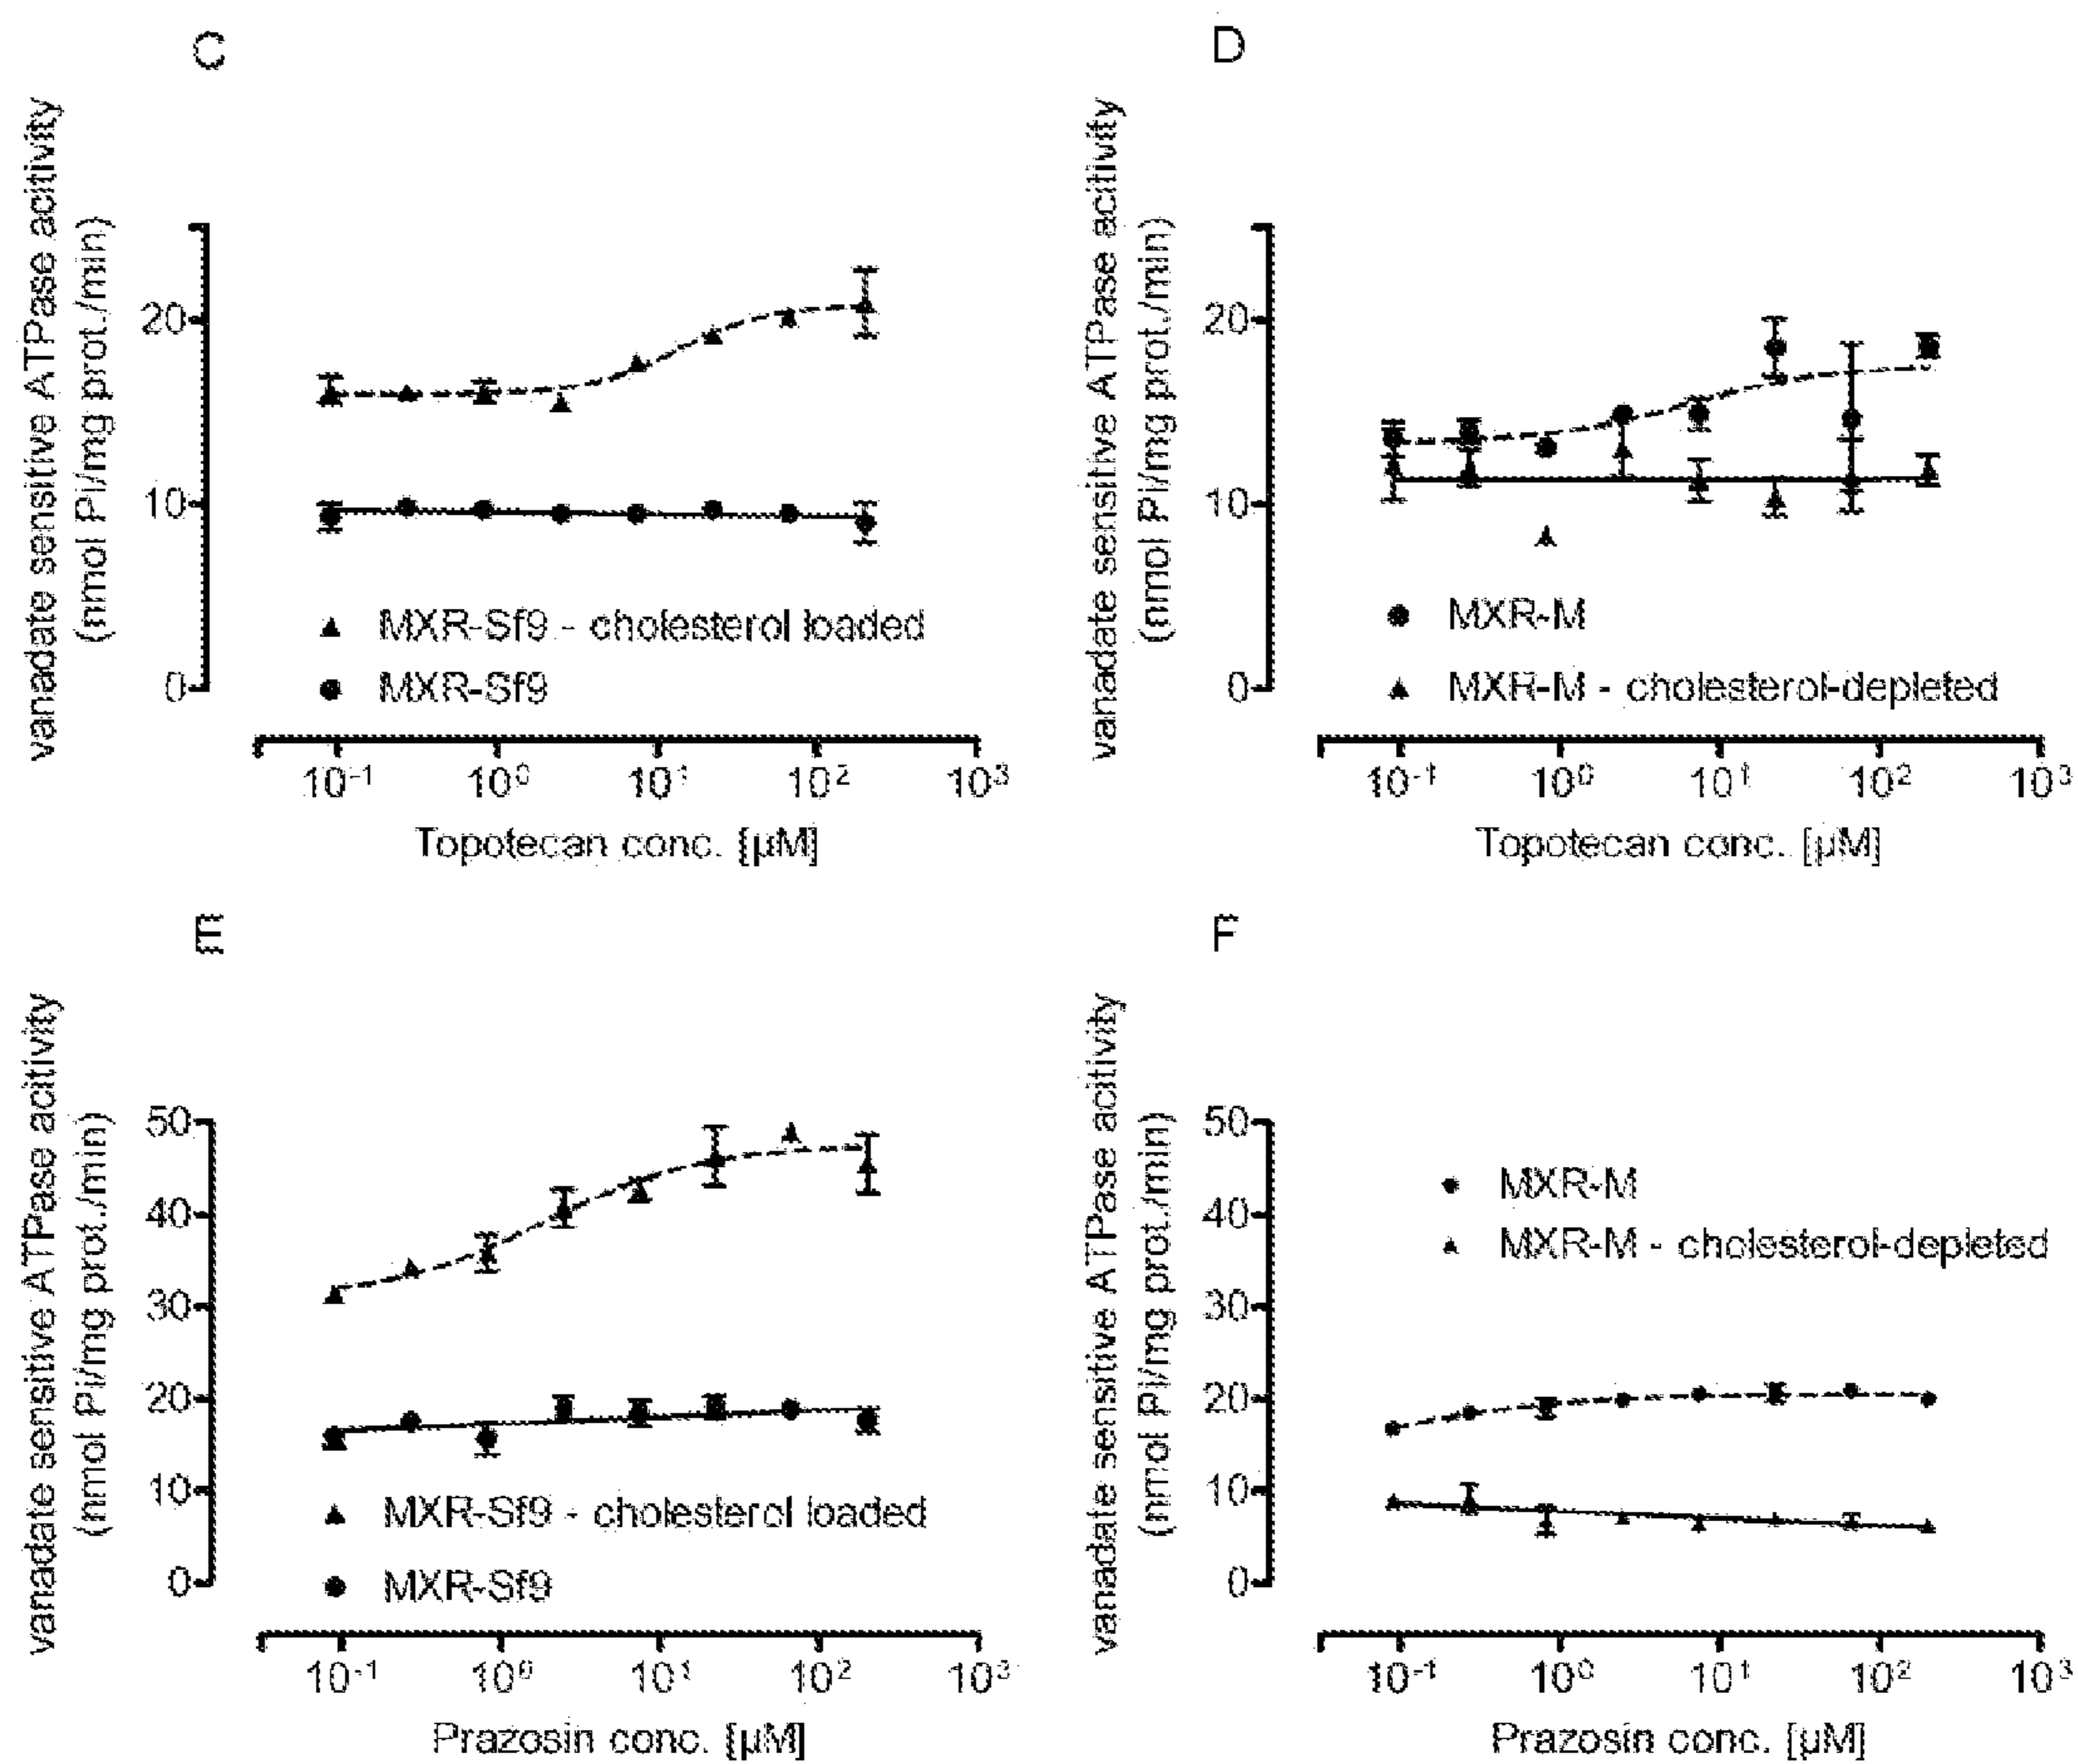 C
vanadate sensitive ATPase acitivity
(nmol Pi/mg prot./min)
20
10
0
MXR-Sf9 - cholesterol loaded
MXR-Sf9
10-1 100 101 102 103
Topotecan conc. [µM]
D
vanadate sensitive ATPase acitivity
(nmol Pi/mg prot./min)
20
10
0
MXR-M
MXR-M - cholesterol-depleted
10-1 100 101 102 103
Topotecan conc. [µM]
E
vanadate sensitive ATPase acitivity
(nmol Pi/mg prot./min)
50
40
30
20
10
0
MXR-Sf9 - cholesterol loaded
MXR-Sf9
10-1 100 101 102 103
Prazosin conc. [µM]
F
vanadate sensitive ATPase acitivity
(nmol Pi/mg prot./min)
50
40
30
20
10
0
MXR-M
MXR-M - cholesterol-depleted
10-1 100 101 102 103
Prazosin conc. [µM]